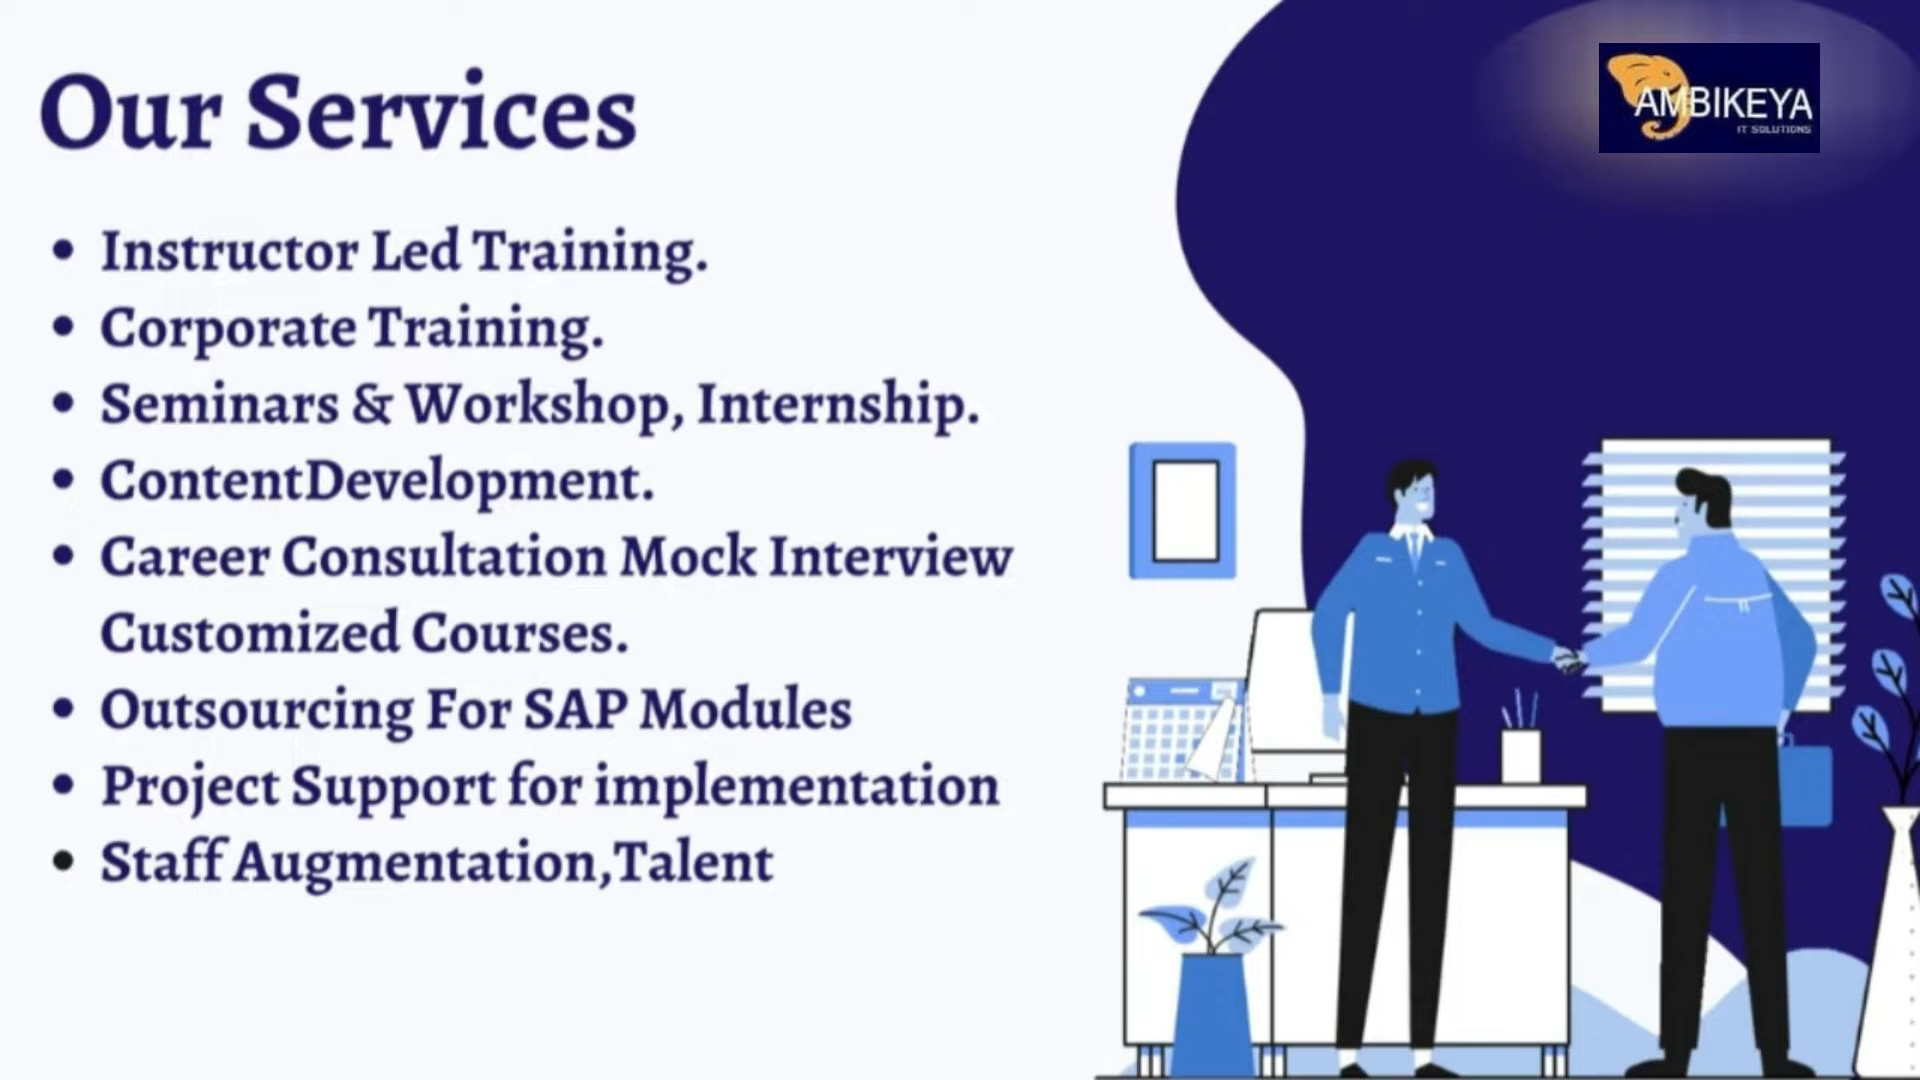 Our Services
AMBIKEYA
IT SOLUTIONS
Instructor Led Training.
Corporate Training.
Seminars & Workshop, Internship.
ContentDevelopment.
Career Consultation Mock Interview
Customized Courses.
Outsourcing For SAP Modules
Project Support for implementation
Staff Augmentation,Talent